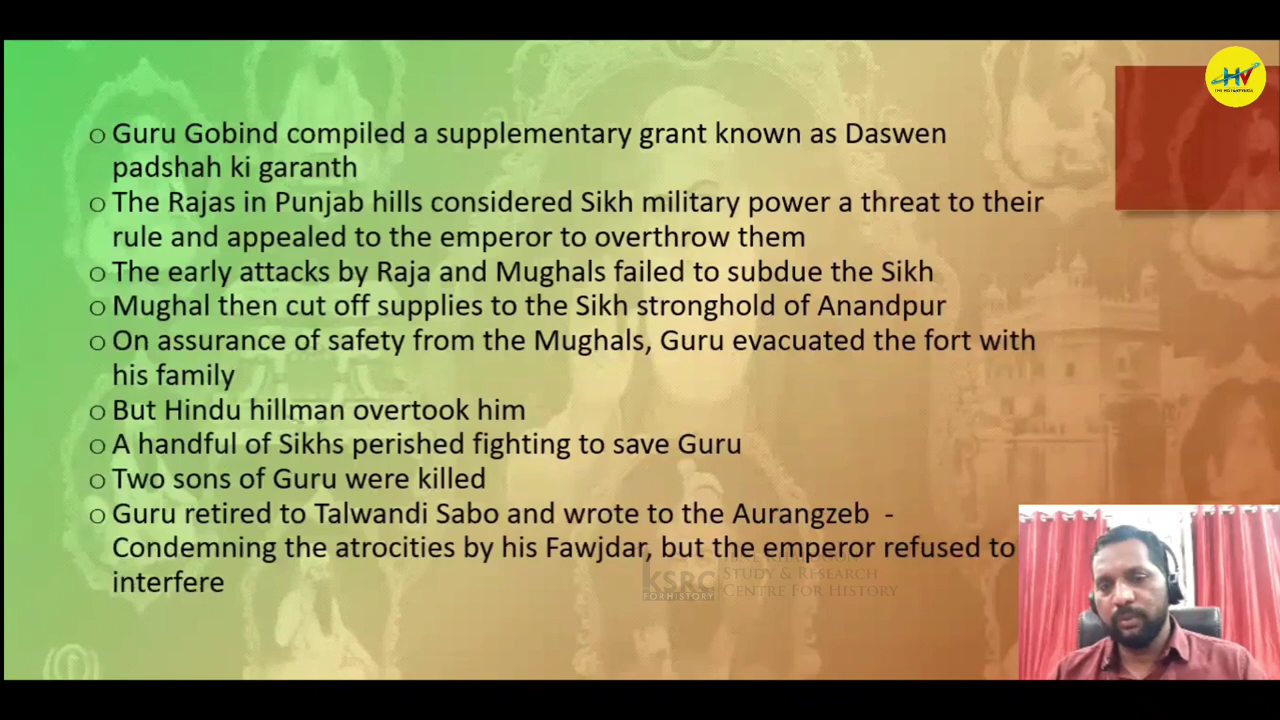 HV
○ Guru Gobind compiled a supplementary grant known as Daswen
padshah ki garanth
○ The Rajas in Punjab hills considered Sikh military power a threat to their
rule and appealed to the emperor to overthrow them
○ The early attacks by Raja and Mughals failed to subdue the Sikh
○ Mughal then cut off supplies to the Sikh stronghold of Anandpur
○ On assurance of safety from the Mughals, Guru evacuated the fort with
his family
○ But Hindu hillman overtook him
○ A handful of Sikhs perished fighting to save Guru
○ Two sons of Guru were killed
○ Guru retired to Talwandi Sabo and wrote to the Aurangzeb -
Condemning the atrocities by his Fawjdar, but the emperor refused to
interfere
KSRC
FORHISTORY
STUDY & RESEARCH
CENTRE FOR HISTORY